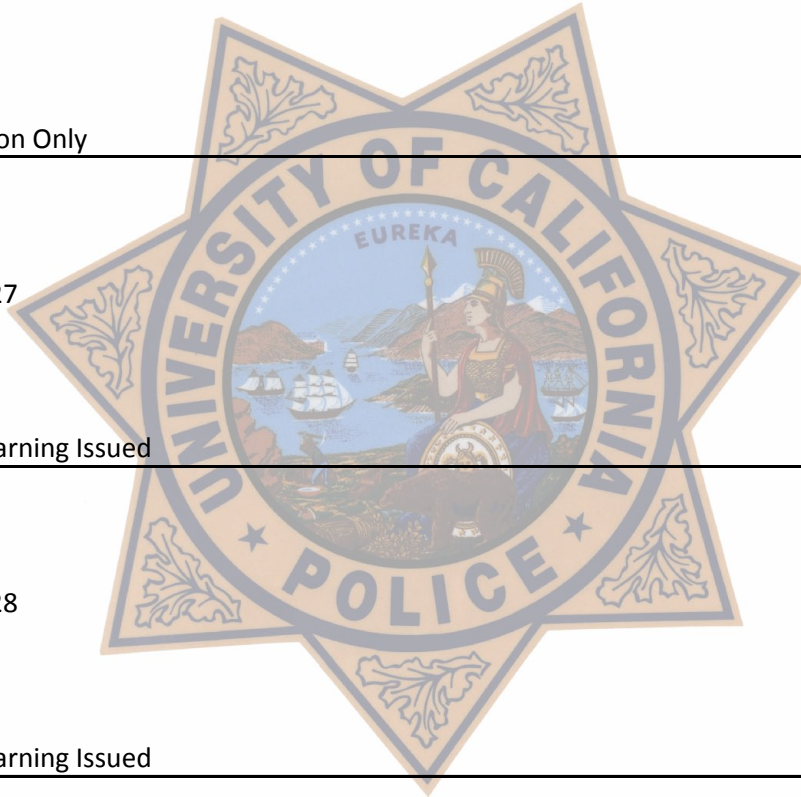 on Only
UNIVERSITY OF CALIFORNIA
EUREKA
27
arning Issued
28
POLICE
arning Issued